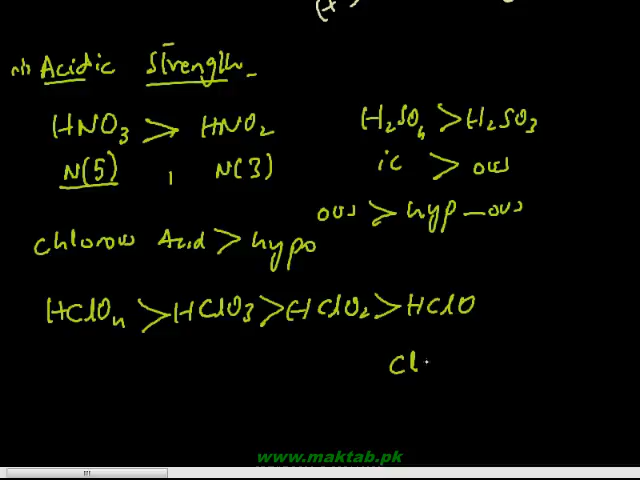 Acidic Strength
HNO3 > HNO2
H2SO4 > H2SO3
N(5) , N(3)
ic > ous
ous > hyp-ous
chlorous Acid > hypo
HClO4 > HClO3 > HClO2 > HClO
Cl
www.maktab.pk